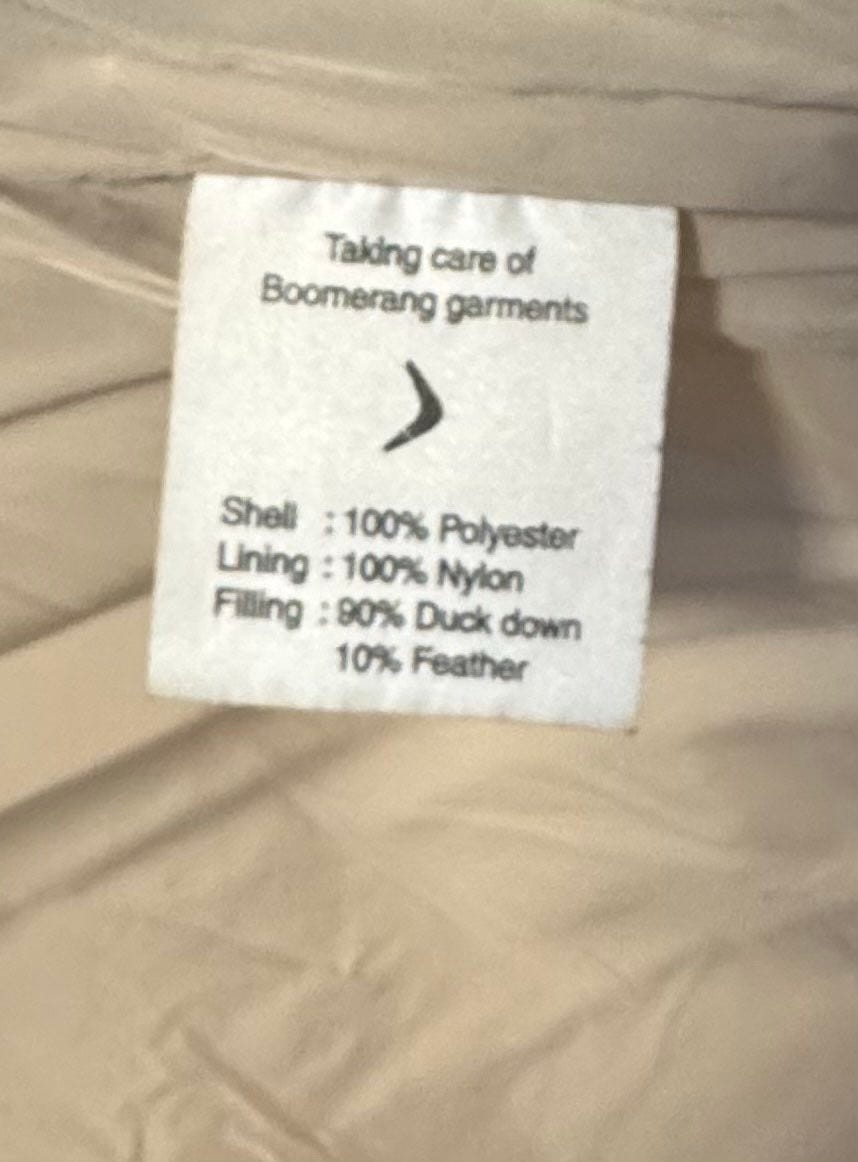 Taking care of
Boomerang garments
Shell : 100% Polyester
Lining : 100% Nylon
Filling : 90% Duck down
10% Feather